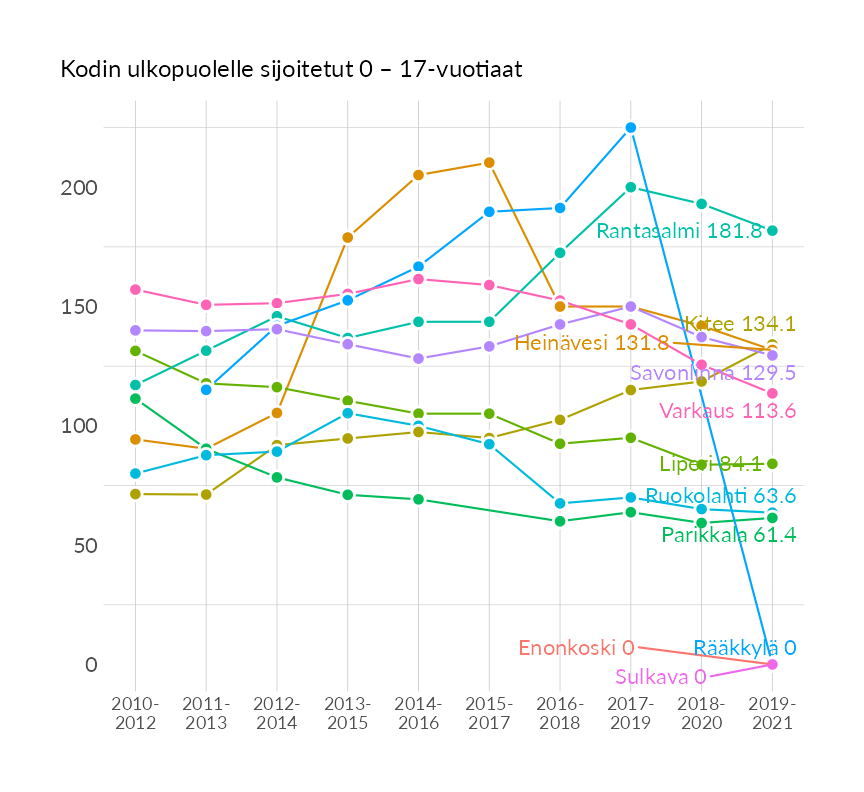 Kodin ulkopuolelle sijoitetut 0 – 17-vuotiaat
200
Rantasalmi 181.8
150
Kitee 134.1
Heinävesi 131.8
Savonlinna 129.5
Varkaus 113.6
100
Liperi 84.1
Ruokolahti 63.6
Parikkala 61.4
50
Enonkoski 0
Rääkkylä 0
0
Sulkava 0
2010- 2011- 2012- 2013- 2014- 2015- 2016- 2017- 2018- 2019-
2012 2013 2014 2015 2016 2017 2018 2019 2020 2021